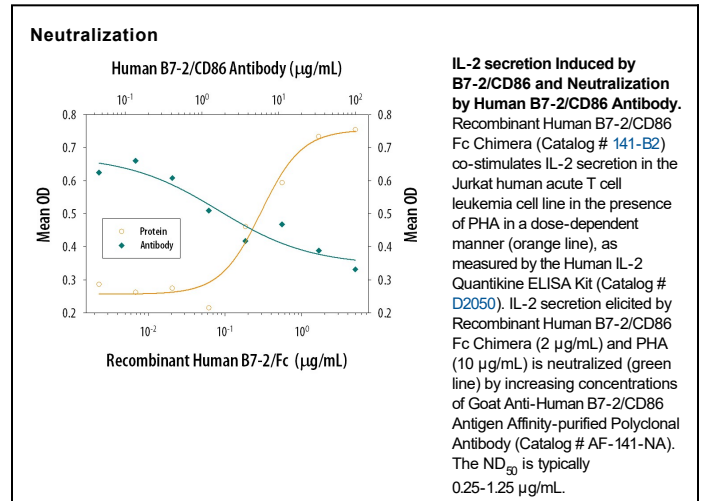 Neutralization
Human B7-2/CD86 Antibody (µg/mL)
10⁻¹ 10⁰ 10¹ 10²
0.8 0.8
0.7 0.7
0.6 0.6
0.5 0.5
0.4 0.4
0.3 0.3
0.2 0.2
Mean OD
Mean OD
Protein
Antibody
10⁻² 10⁻¹ 10⁰
Recombinant Human B7-2/Fc (µg/mL)
IL-2 secretion Induced by
B7-2/CD86 and Neutralization
by Human B7-2/CD86 Antibody.
Recombinant Human B7-2/CD86
Fc Chimera (Catalog # 141-B2)
co-stimulates IL-2 secretion in the
Jurkat human acute T cell
leukemia cell line in the presence
of PHA in a dose-dependent
manner (orange line), as
measured by the Human IL-2
Quantikine ELISA Kit (Catalog #
D2050). IL-2 secretion elicited by
Recombinant Human B7-2/CD86
Fc Chimera (2 µg/mL) and PHA
(10 µg/mL) is neutralized (green
line) by increasing concentrations
of Goat Anti-Human B7-2/CD86
Antigen Affinity-purified Polyclonal
Antibody (Catalog # AF-141-NA).
The ND₅₀ is typically
0.25-1.25 µg/mL.